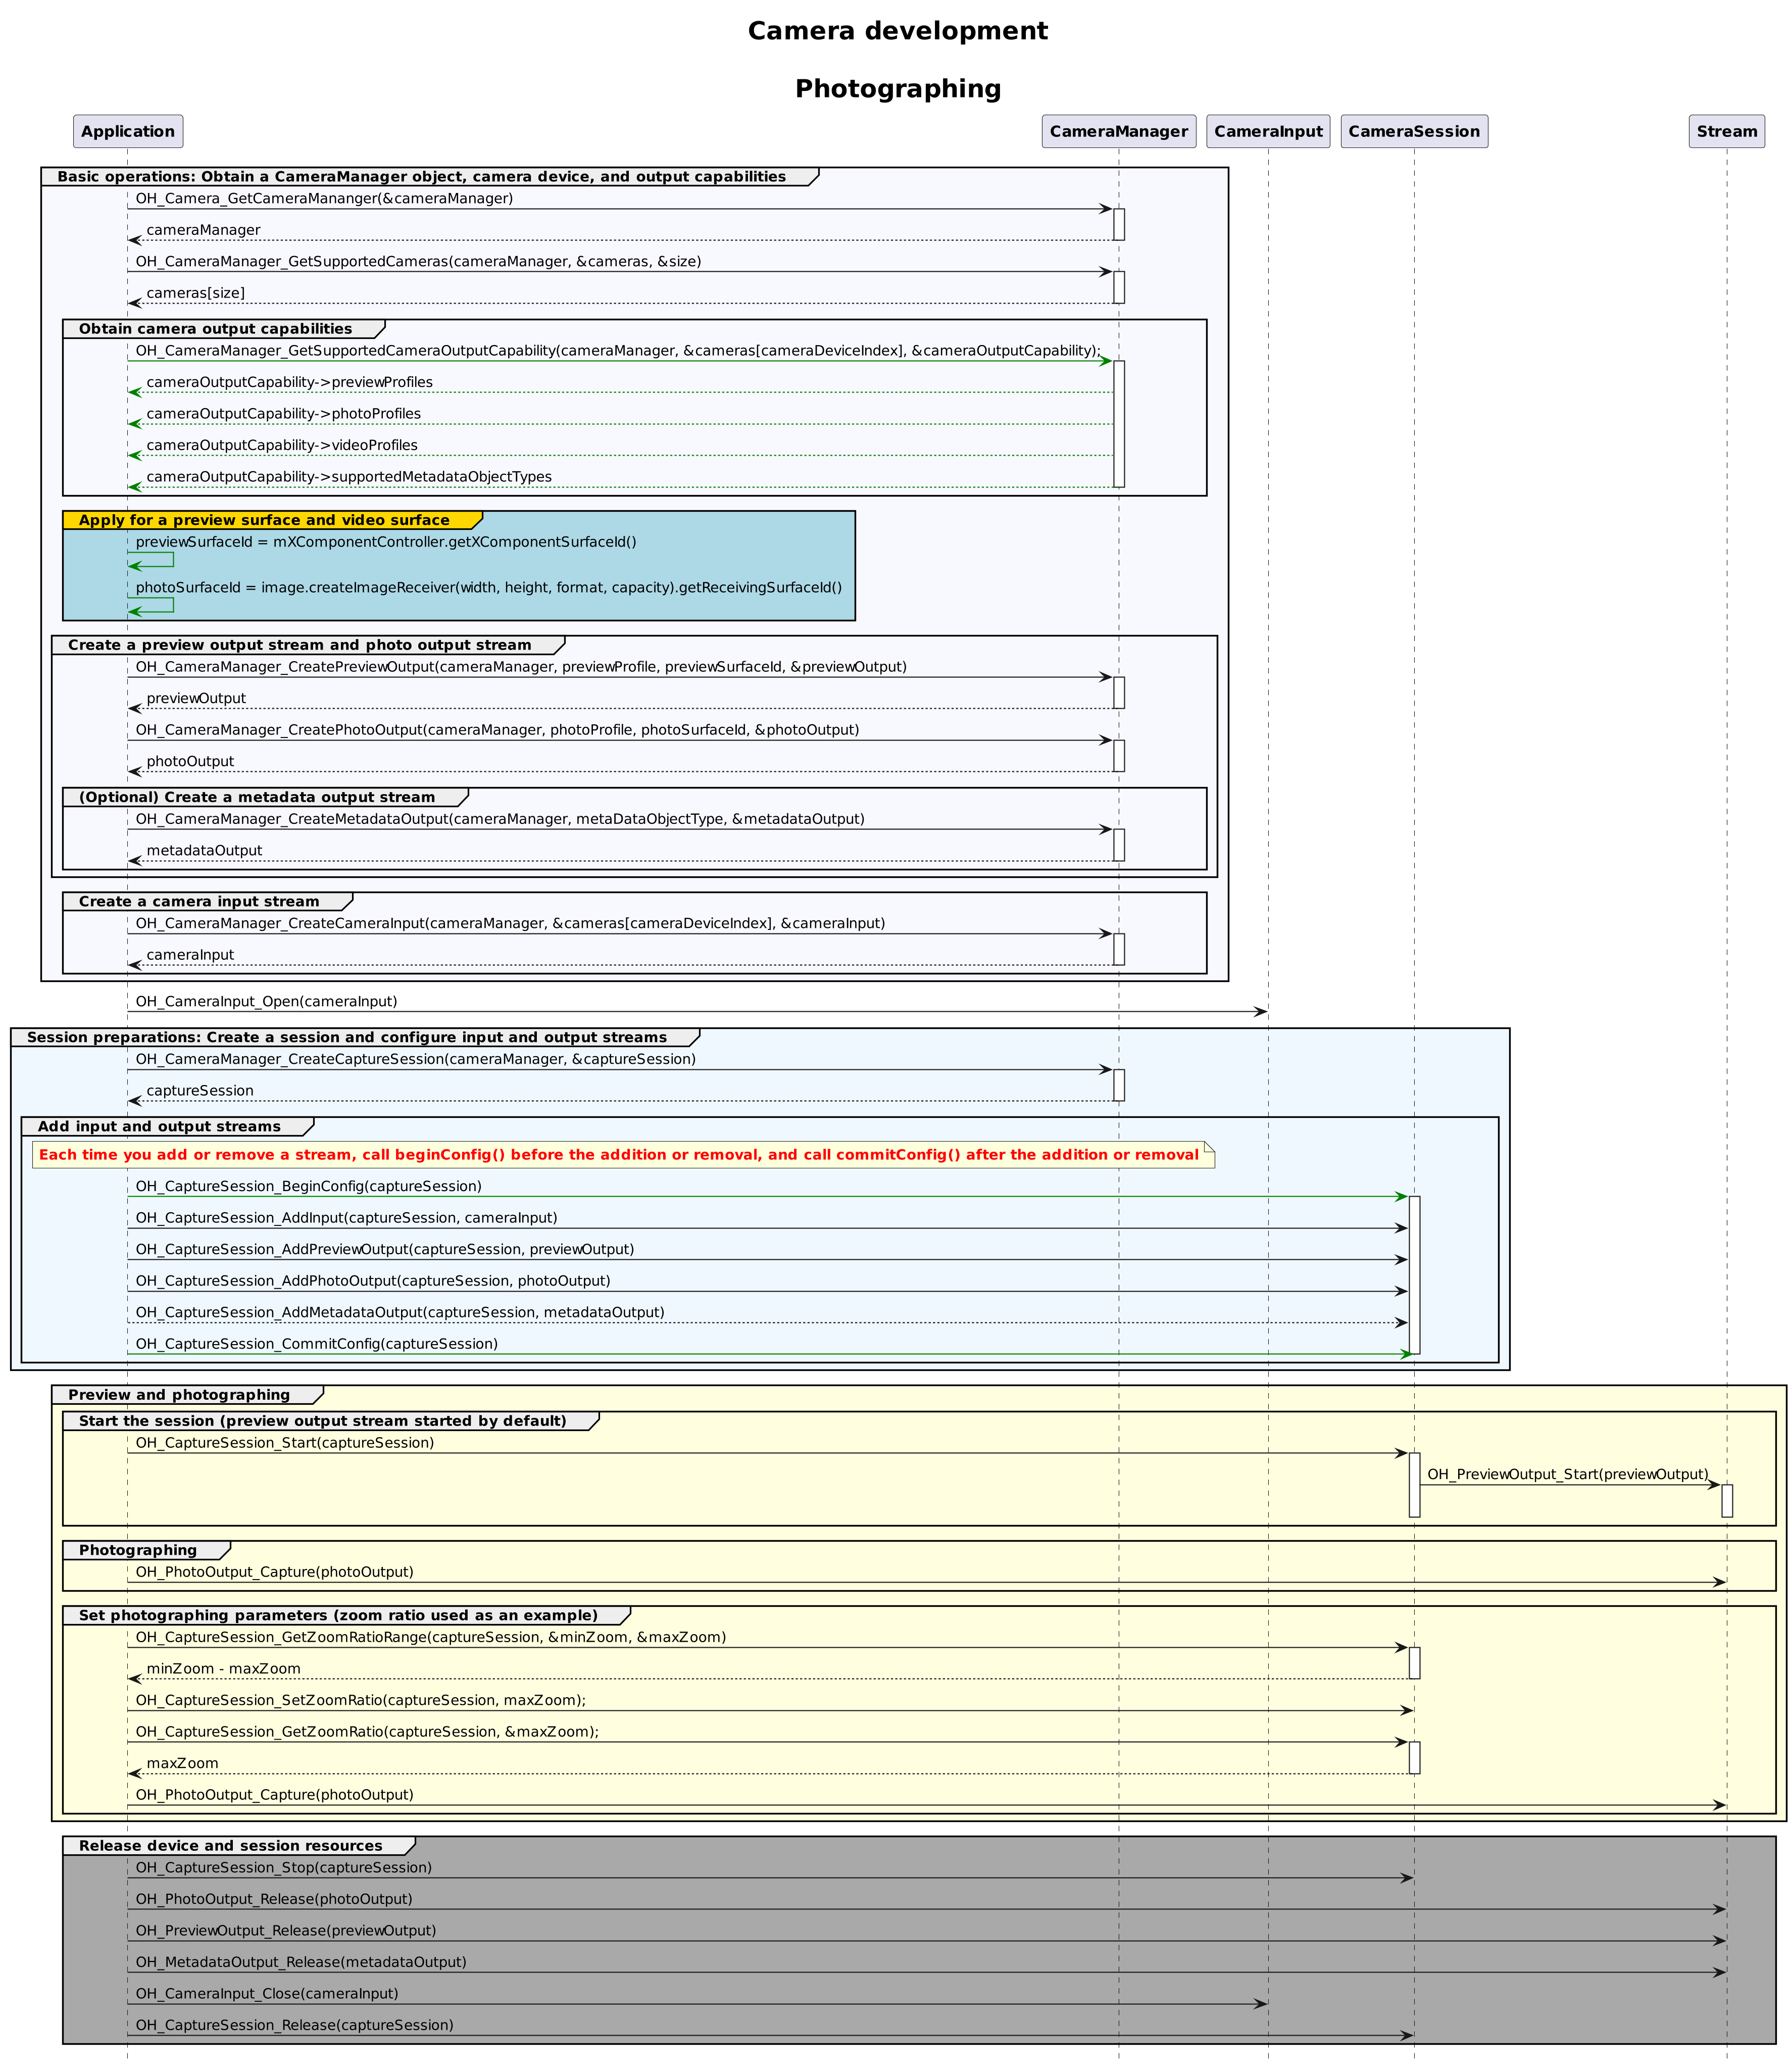 Camera development
Photographing
Application
CameraManager
CameraInput
CameraSession
Stream
Basic operations: Obtain a CameraManager object, camera device, and output capabilities
OH_Camera_GetCameraMananger(&cameraManager)
cameraManager
OH_CameraManager_GetSupportedCameras(cameraManager, &cameras, &size)
cameras[size]
Obtain camera output capabilities
OH_CameraManager_GetSupportedCameraOutputCapability(cameraManager, &cameras[cameraDeviceIndex], &cameraOutputCapability);
cameraOutputCapability->previewProfiles
cameraOutputCapability->photoProfiles
cameraOutputCapability->videoProfiles
cameraOutputCapability->supportedMetadataObjectTypes
Apply for a preview surface and video surface
previewSurfaceId = mXComponentController.getXComponentSurfaceId()
photoSurfaceId = image.createImageReceiver(width, height, format, capacity).getReceivingSurfaceId()
Create a preview output stream and photo output stream
OH_CameraManager_CreatePreviewOutput(cameraManager, previewProfile, previewSurfaceId, &previewOutput)
previewOutput
OH_CameraManager_CreatePhotoOutput(cameraManager, photoProfile, photoSurfaceId, &photoOutput)
photoOutput
(Optional) Create a metadata output stream
OH_CameraManager_CreateMetadataOutput(cameraManager, metaDataObjectType, &metadataOutput)
metadataOutput
Create a camera input stream
OH_CameraManager_CreateCameraInput(cameraManager, &cameras[cameraDeviceIndex], &cameraInput)
cameraInput
OH_CameraInput_Open(cameraInput)
Session preparations: Create a session and configure input and output streams
OH_CameraManager_CreateCaptureSession(cameraManager, &captureSession)
captureSession
Add input and output streams
Each time you add or remove a stream, call beginConfig() before the addition or removal, and call commitConfig() after the addition or removal
OH_CaptureSession_BeginConfig(captureSession)
OH_CaptureSession_AddInput(captureSession, cameraInput)
OH_CaptureSession_AddPreviewOutput(captureSession, previewOutput)
OH_CaptureSession_AddPhotoOutput(captureSession, photoOutput)
OH_CaptureSession_AddMetadataOutput(captureSession, metadataOutput)
OH_CaptureSession_CommitConfig(captureSession)
Preview and photographing
Start the session (preview output stream started by default)
OH_CaptureSession_Start(captureSession)
OH_PreviewOutput_Start(previewOutput)
Photographing
OH_PhotoOutput_Capture(photoOutput)
Set photographing parameters (zoom ratio used as an example)
OH_CaptureSession_GetZoomRatioRange(captureSession, &minZoom, &maxZoom)
minZoom - maxZoom
OH_CaptureSession_SetZoomRatio(captureSession, maxZoom);
OH_CaptureSession_GetZoomRatio(captureSession, &maxZoom);
maxZoom
OH_PhotoOutput_Capture(photoOutput)
Release device and session resources
OH_CaptureSession_Stop(captureSession)
OH_PhotoOutput_Release(photoOutput)
OH_PreviewOutput_Release(previewOutput)
OH_MetadataOutput_Release(metadataOutput)
OH_CameraInput_Close(cameraInput)
OH_CaptureSession_Release(captureSession)